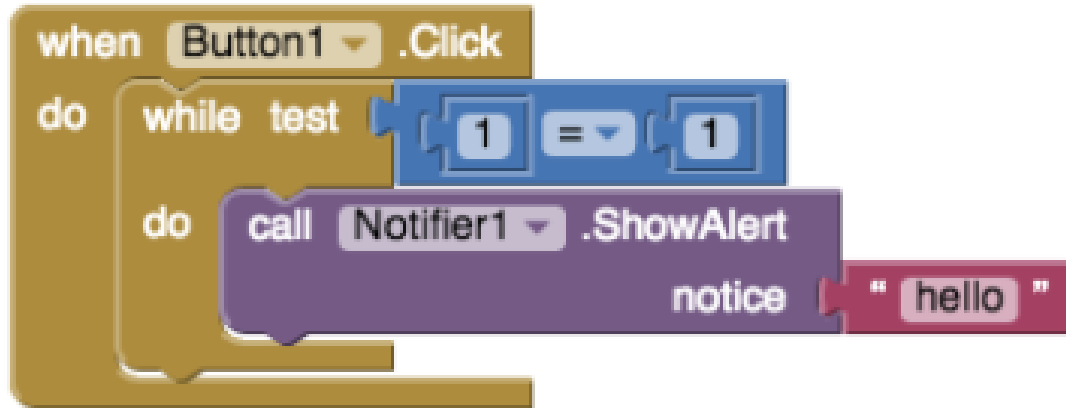 when Button1 .Click
do while test 1 = 1
do call Notifier1 .ShowAlert
notice “ hello ”